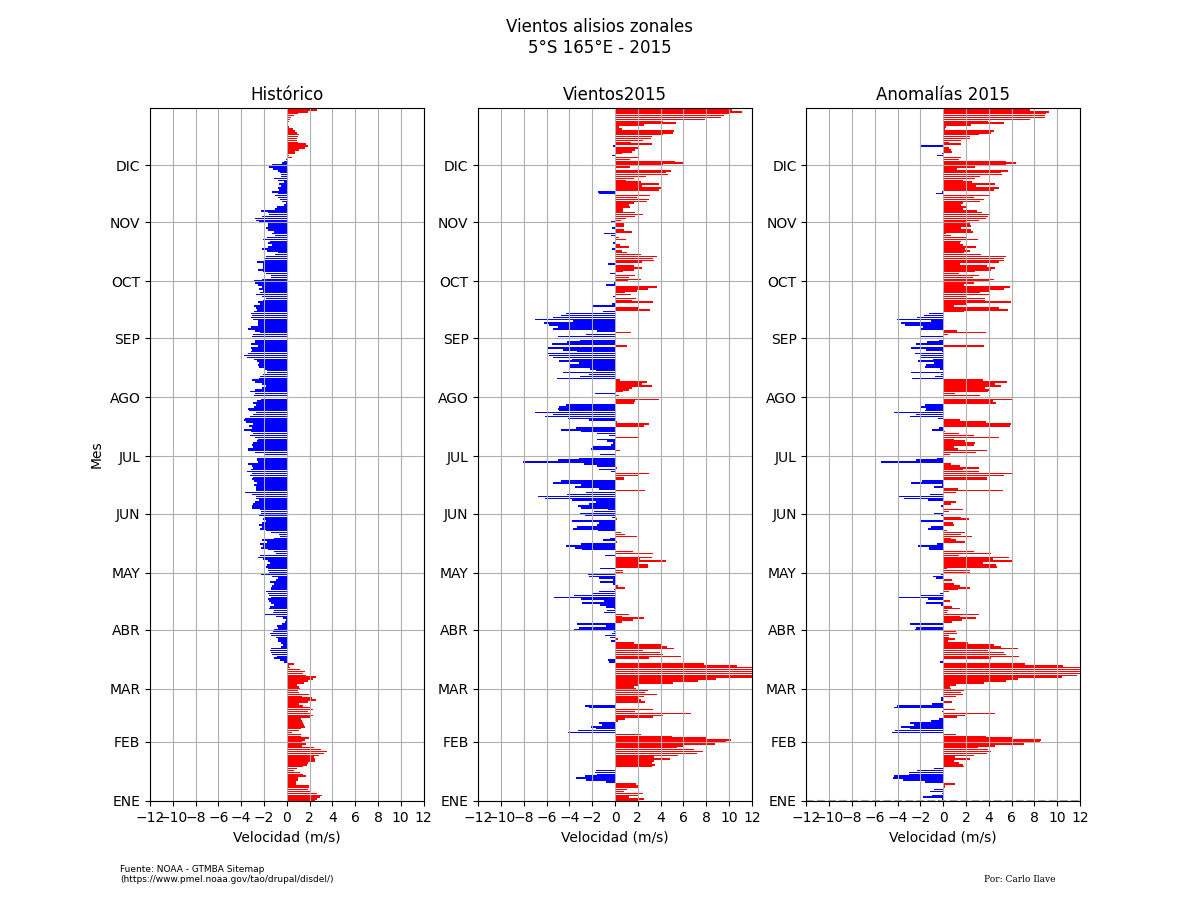 Vientos alisios zonales
5°S 165°E - 2015
Histórico
Vientos2015
Anomalías 2015
DIC
NOV
OCT
SEP
AGO
JUL
JUN
MAY
ABR
MAR
FEB
ENE
Mes
DIC
NOV
OCT
SEP
AGO
JUL
JUN
MAY
ABR
MAR
FEB
ENE
DIC
NOV
OCT
SEP
AGO
JUL
JUN
MAY
ABR
MAR
FEB
ENE
−12 −10 −8 −6 −4 −2 0 2 4 6 8 10 12
−12 −10 −8 −6 −4 −2 0 2 4 6 8 10 12
−12 −10 −8 −6 −4 −2 0 2 4 6 8 10 12
Velocidad (m/s)
Velocidad (m/s)
Velocidad (m/s)
Fuente: NOAA - GTMBA Sitemap
(https://www.pmel.noaa.gov/tao/drupal/disdel/)
Por: Carlo Ilave